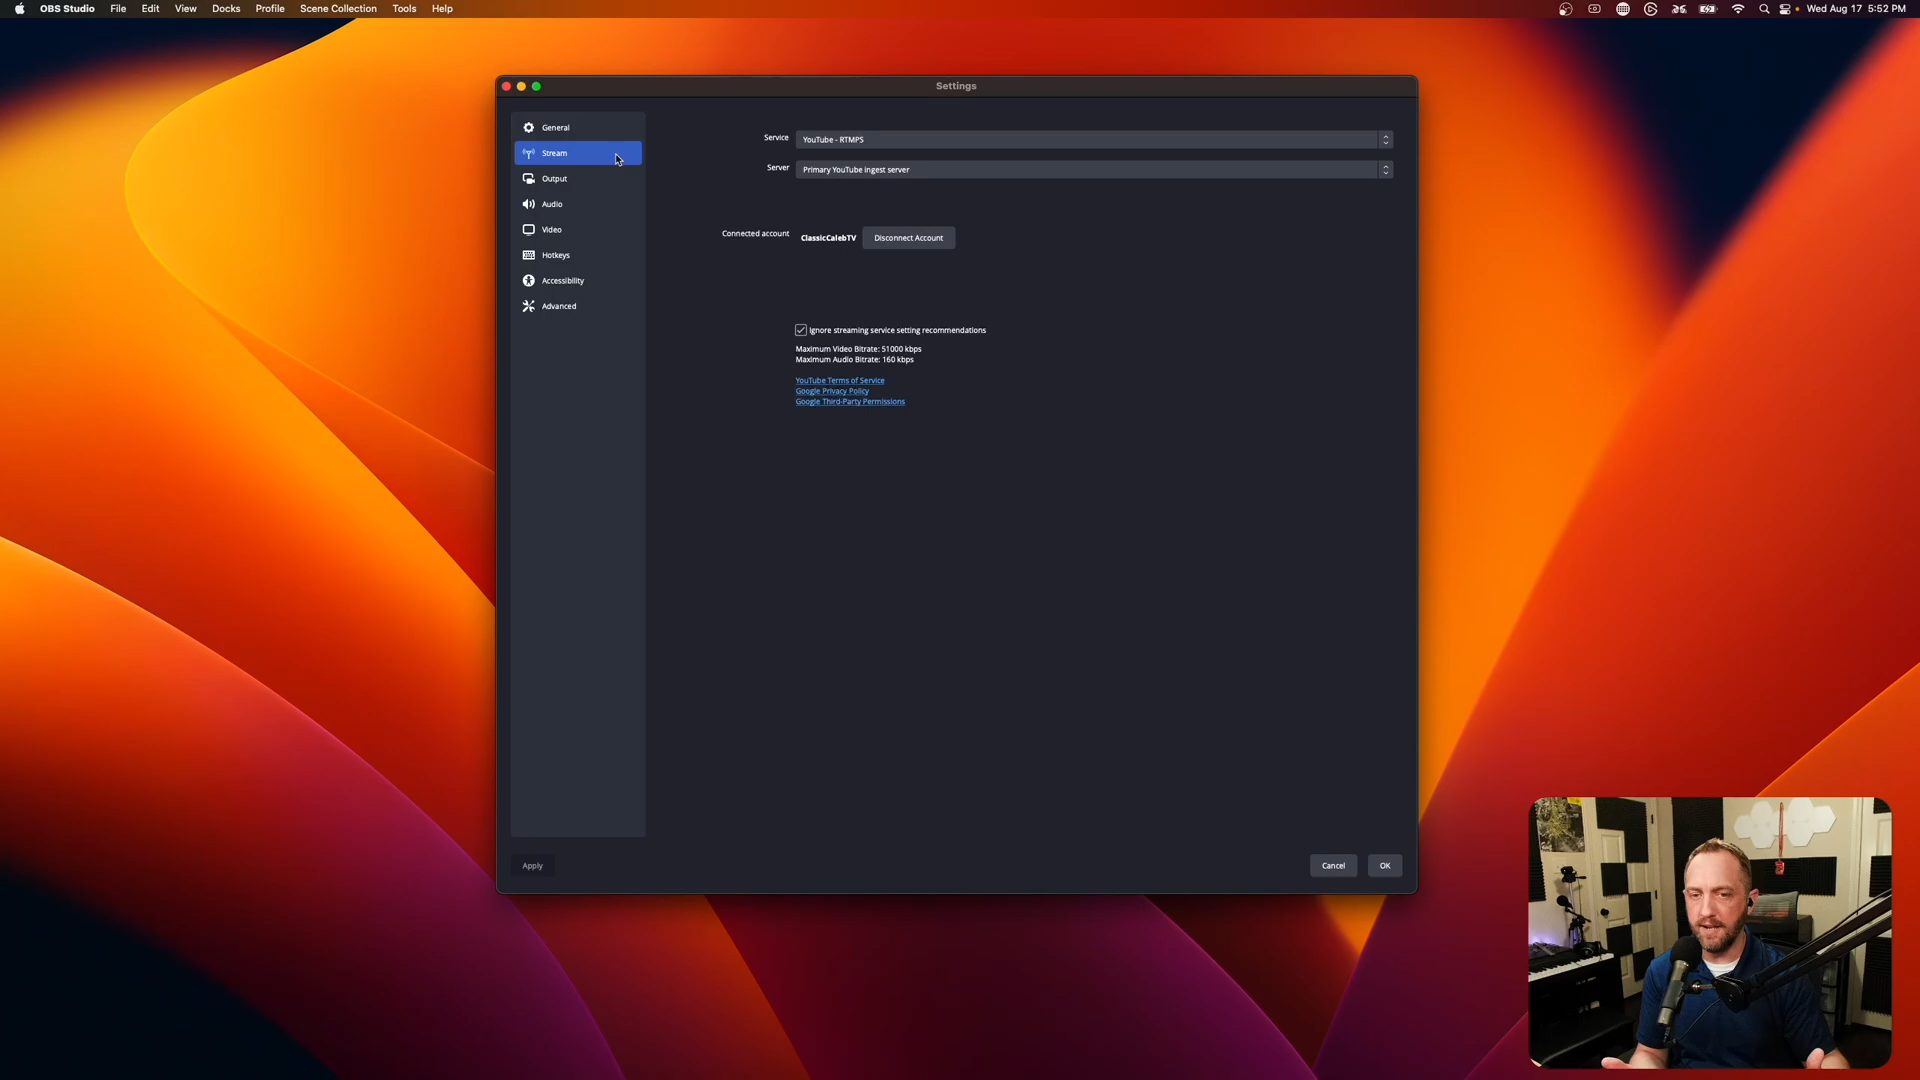 OBS Studio File Edit View Docks Profile Scene Collection Tools Help Wed Aug 17 5:52 PM
Settings
General
Stream
Output
Audio
Video
Hotkeys
Accessibility
Advanced
Service YouTube - RTMPS
Server Primary YouTube ingest server
Connected account ClassicCalebTV Disconnect Account
Ignore streaming service setting recommendations
Maximum Video Bitrate: 51000 kbps
Maximum Audio Bitrate: 160 kbps
YouTube Terms of Service
Google Privacy Policy
Google Third-Party Permissions
Apply Cancel OK